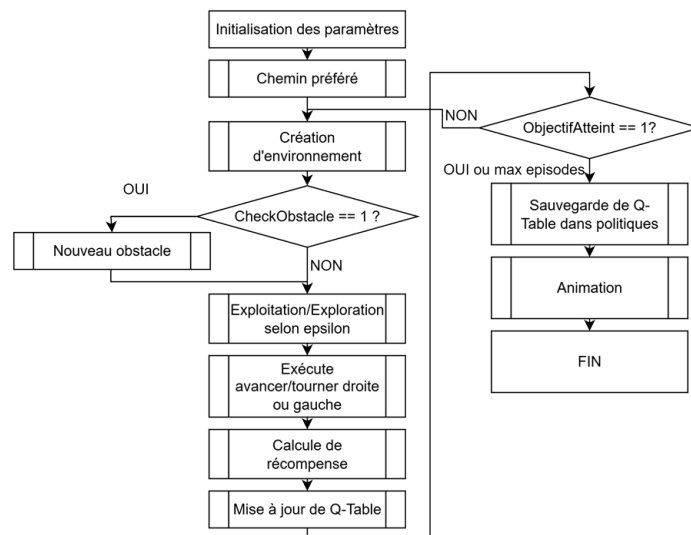 Initialisation des paramètres
Chemin préféré
Création
d'environnement
OUI
CheckObstacle == 1 ?
Nouveau obstacle
NON
Exploitation/Exploration
selon epsilon
Exécute
avancer/tourner droite
ou gauche
Calcule de
récompense
Mise à jour de Q-Table
NON
ObjectifAtteint == 1?
OUI ou max episodes
Sauvegarde de Q-
Table dans politiques
Animation
FIN